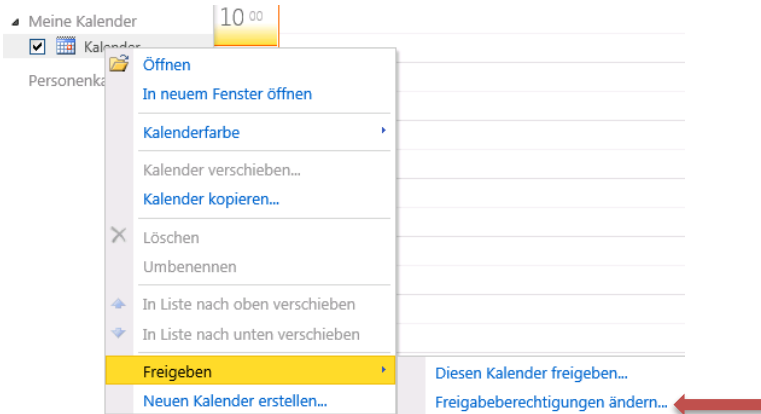 Meine Kalender
10 00
Kalender
Personenka
Öffnen
In neuem Fenster öffnen
Kalenderfarbe
Kalender verschieben...
Kalender kopieren...
Löschen
Umbenennen
In Liste nach oben verschieben
In Liste nach unten verschieben
Freigeben
Neuen Kalender erstellen...
Diesen Kalender freigeben...
Freigabeberechtigungen ändern...